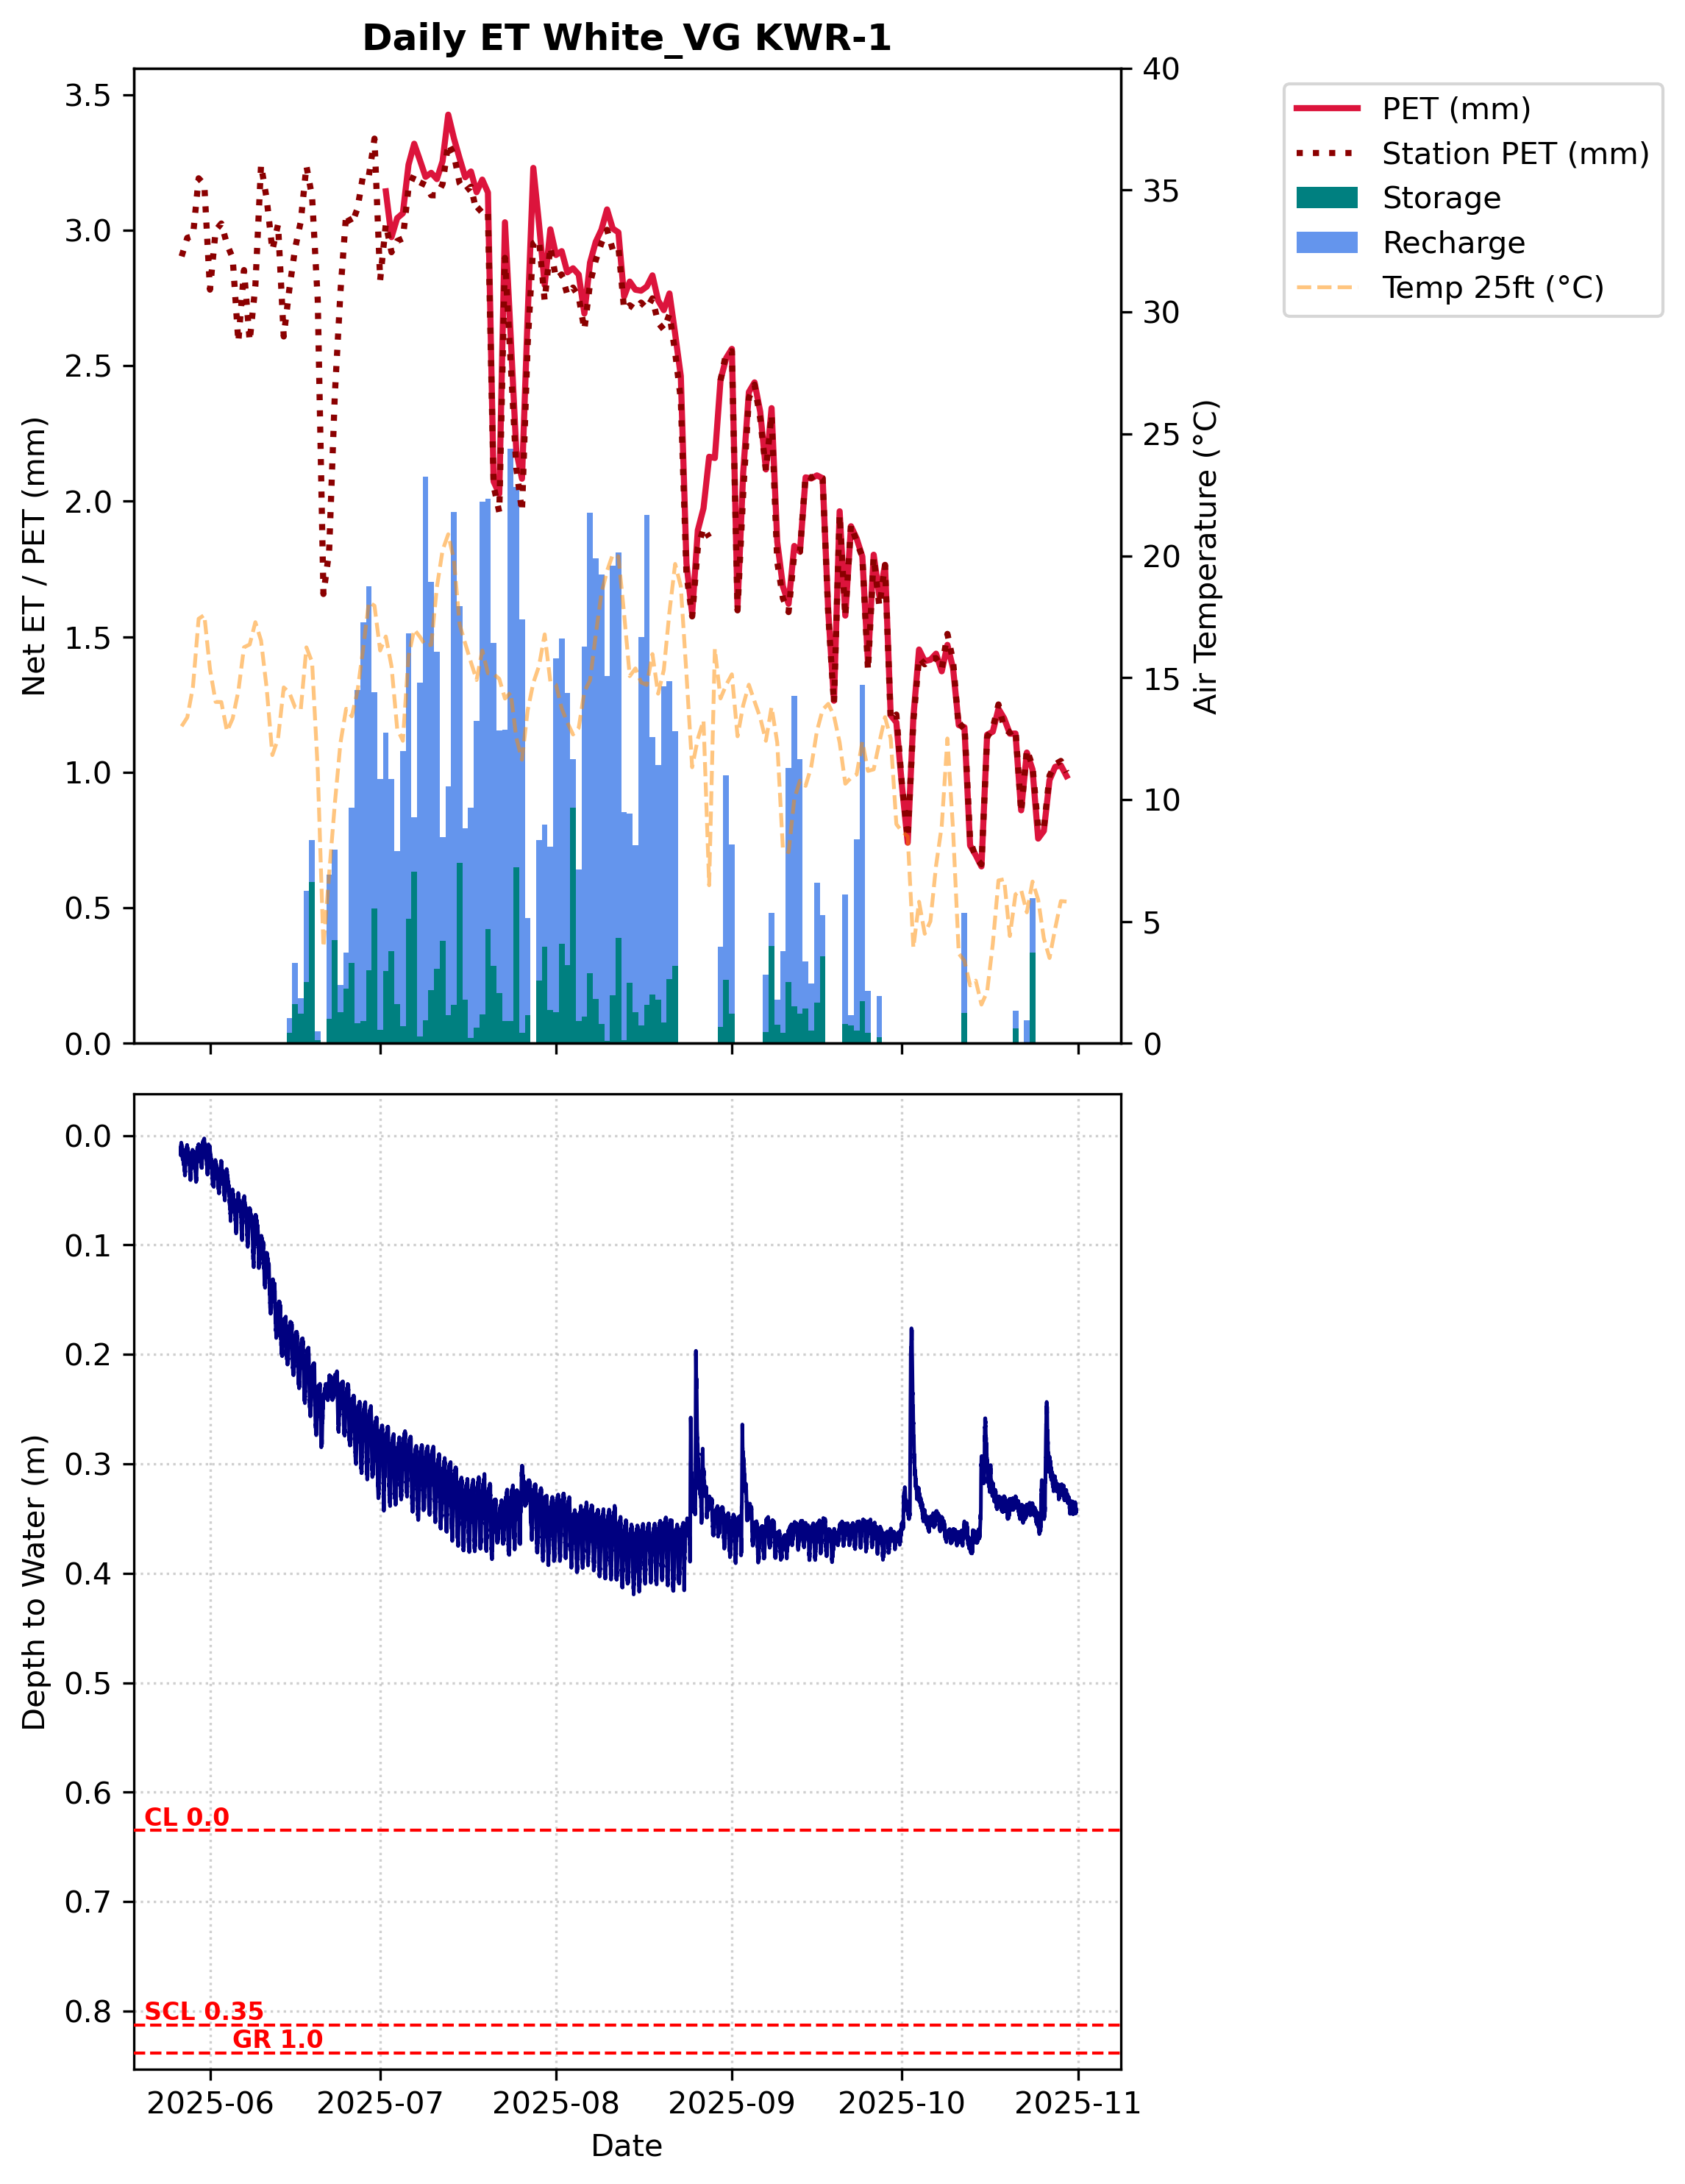 Daily ET White_VG KWR-1
Net ET / PET (mm)
3.5
3.0
2.5
2.0
1.5
1.0
0.5
0.0
40
35
30
25
20
15
10
5
0
Air Temperature (°C)
PET (mm)
Station PET (mm)
Storage
Recharge
Temp 25ft (°C)
Depth to Water (m)
0.0
0.1
0.2
0.3
0.4
0.5
0.6
0.7
0.8
CL 0.0
SCL 0.35
GR 1.0
2025-06 2025-07 2025-08 2025-09 2025-10 2025-11
Date